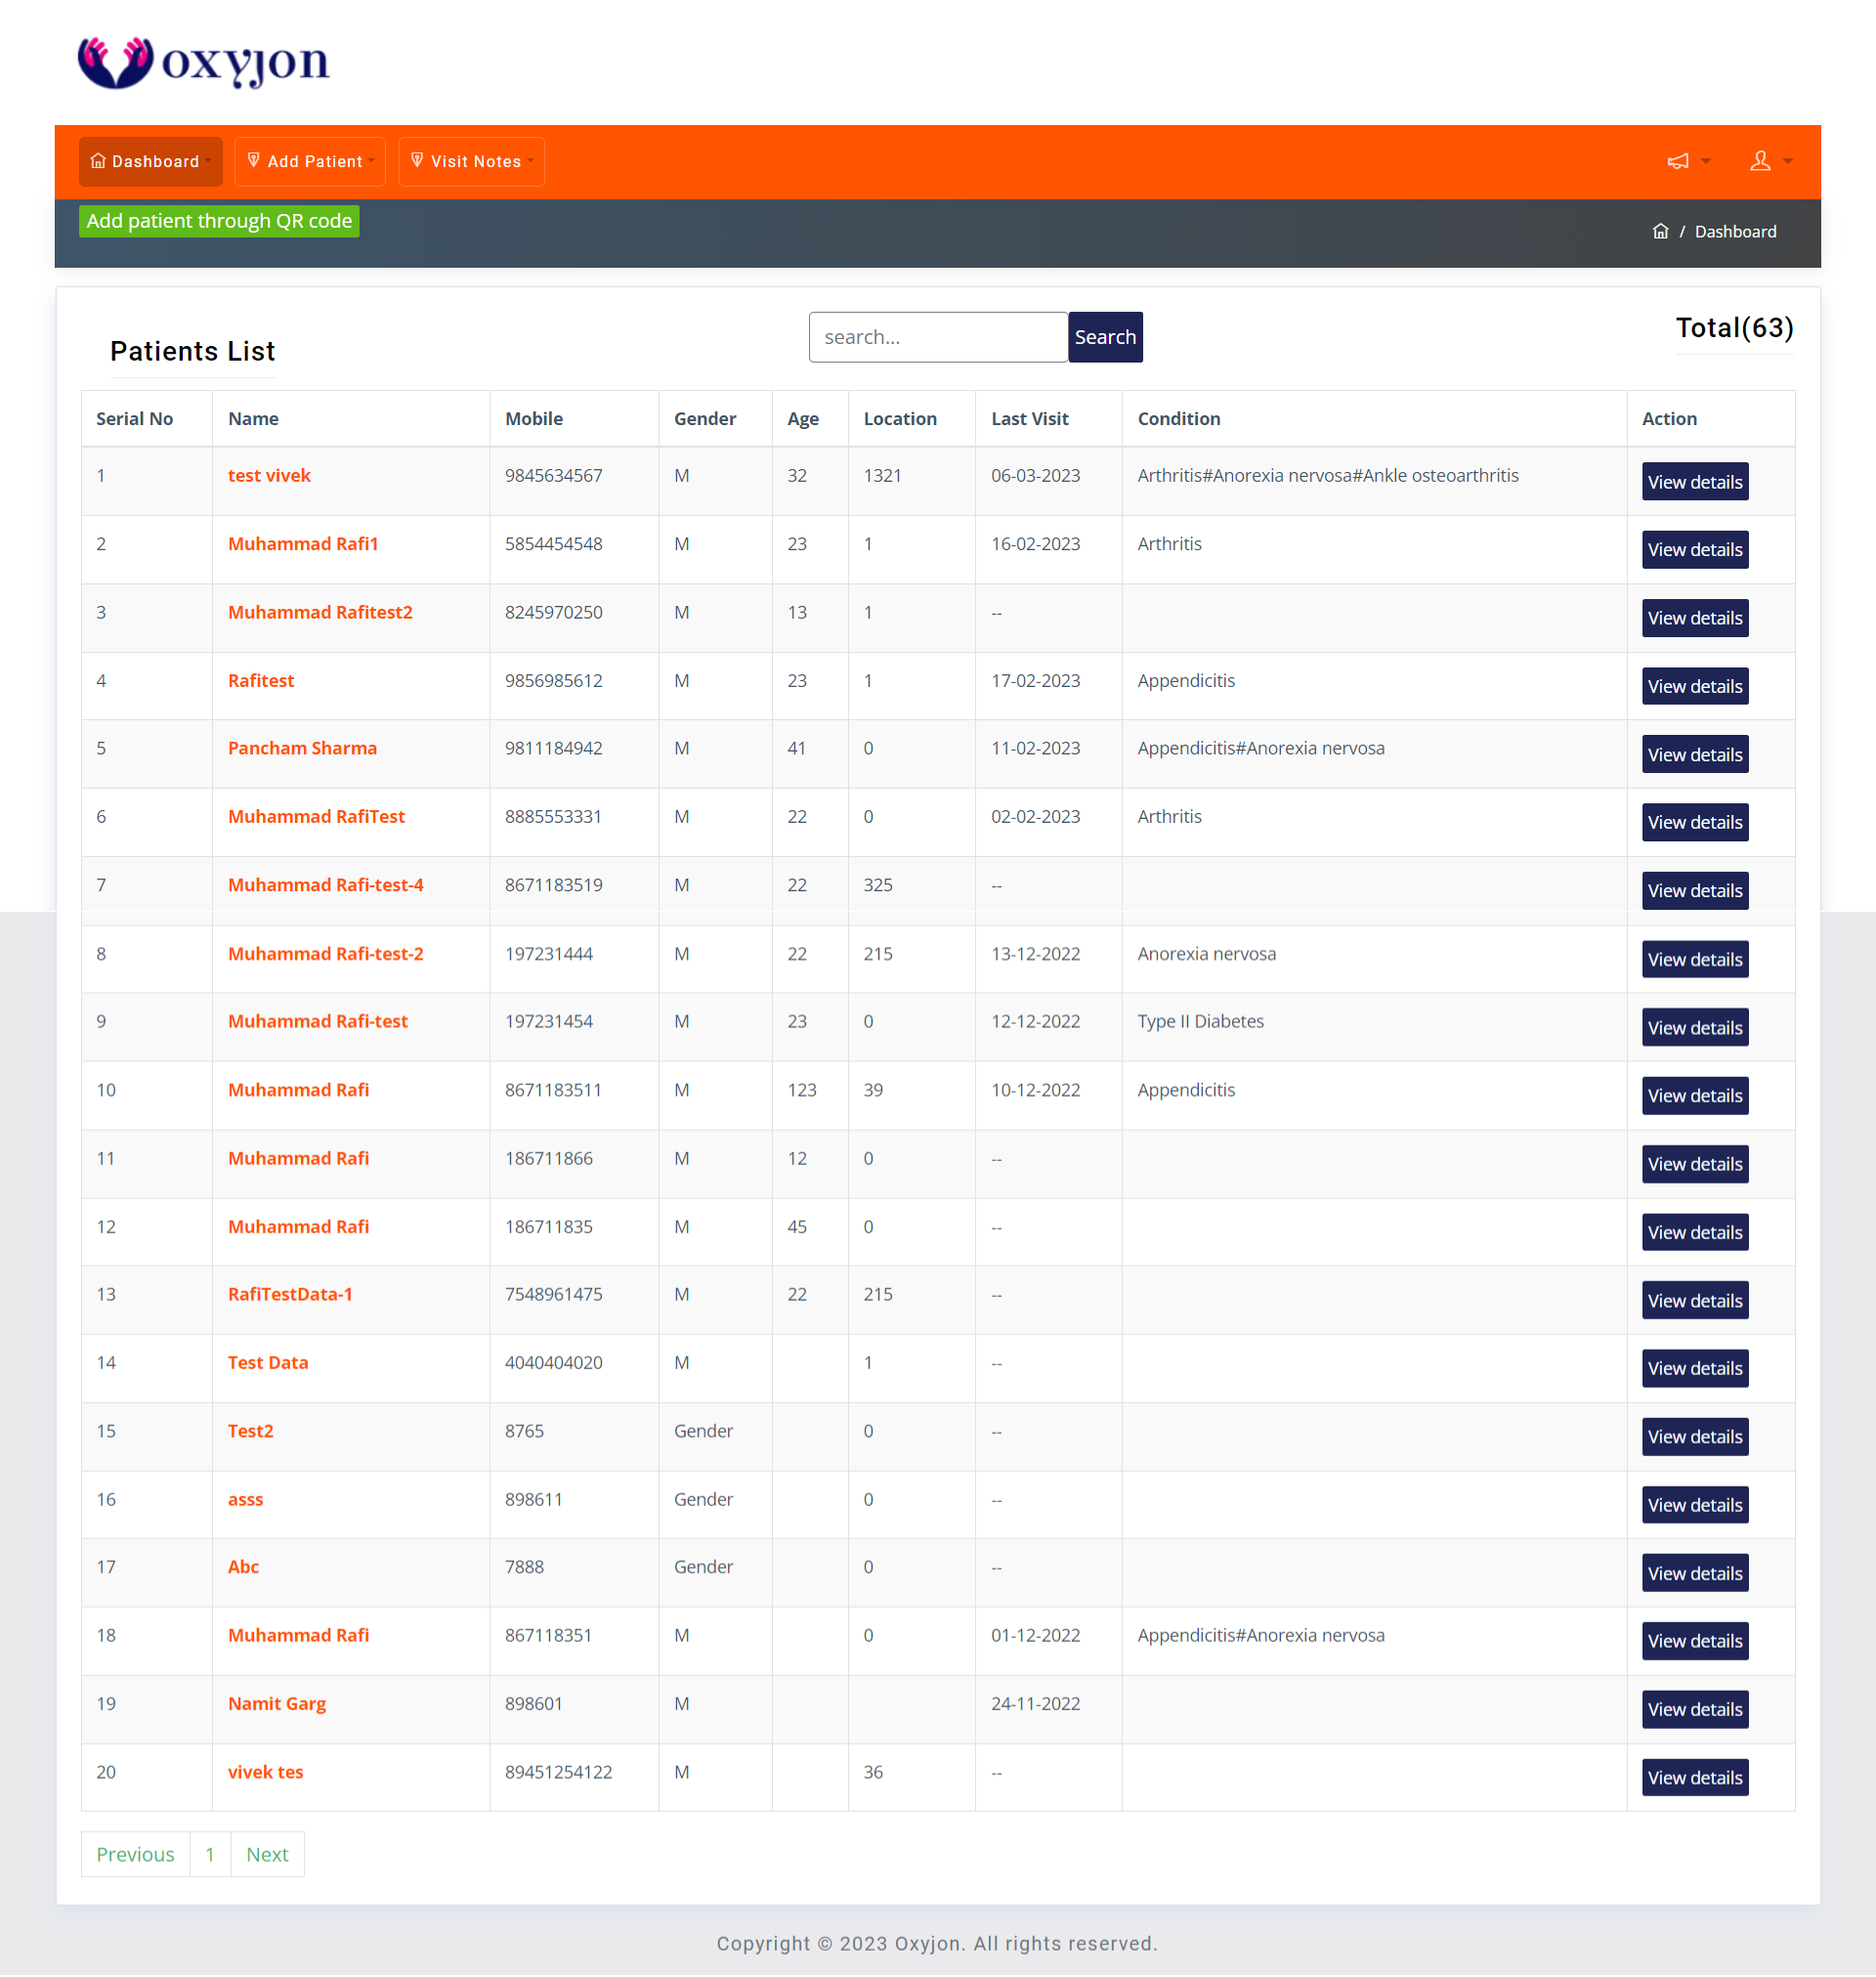 oxyjon
Dashboard Add Patient Visit Notes
Add patient through QR code
/ Dashboard
Patients List search... Search Total(63)
Serial No Name Mobile Gender Age Location Last Visit Condition Action
1 test vivek 9845634567 M 32 1321 06-03-2023 Arthritis#Anorexia nervosa#Ankle osteoarthritis View details
2 Muhammad Rafi1 5854454548 M 23 1 16-02-2023 Arthritis View details
3 Muhammad Rafitest2 8245970250 M 13 1 -- View details
4 Rafitest 9856985612 M 23 1 17-02-2023 Appendicitis View details
5 Pancham Sharma 9811184942 M 41 0 11-02-2023 Appendicitis#Anorexia nervosa View details
6 Muhammad RafiTest 8885553331 M 22 0 02-02-2023 Arthritis View details
7 Muhammad Rafi-test-4 8671183519 M 22 325 -- View details
8 Muhammad Rafi-test-2 197231444 M 22 215 13-12-2022 Anorexia nervosa View details
9 Muhammad Rafi-test 197231454 M 23 0 12-12-2022 Type II Diabetes View details
10 Muhammad Rafi 8671183511 M 123 39 10-12-2022 Appendicitis View details
11 Muhammad Rafi 186711866 M 12 0 -- View details
12 Muhammad Rafi 186711835 M 45 0 -- View details
13 RafiTestData-1 7548961475 M 22 215 -- View details
14 Test Data 4040404020 M 1 -- View details
15 Test2 8765 Gender 0 -- View details
16 asss 898611 Gender 0 -- View details
17 Abc 7888 Gender 0 -- View details
18 Muhammad Rafi 867118351 M 0 01-12-2022 Appendicitis#Anorexia nervosa View details
19 Namit Garg 898601 M 24-11-2022 View details
20 vivek tes 89451254122 M 36 -- View details
Previous 1 Next
Copyright © 2023 Oxyjon. All rights reserved.